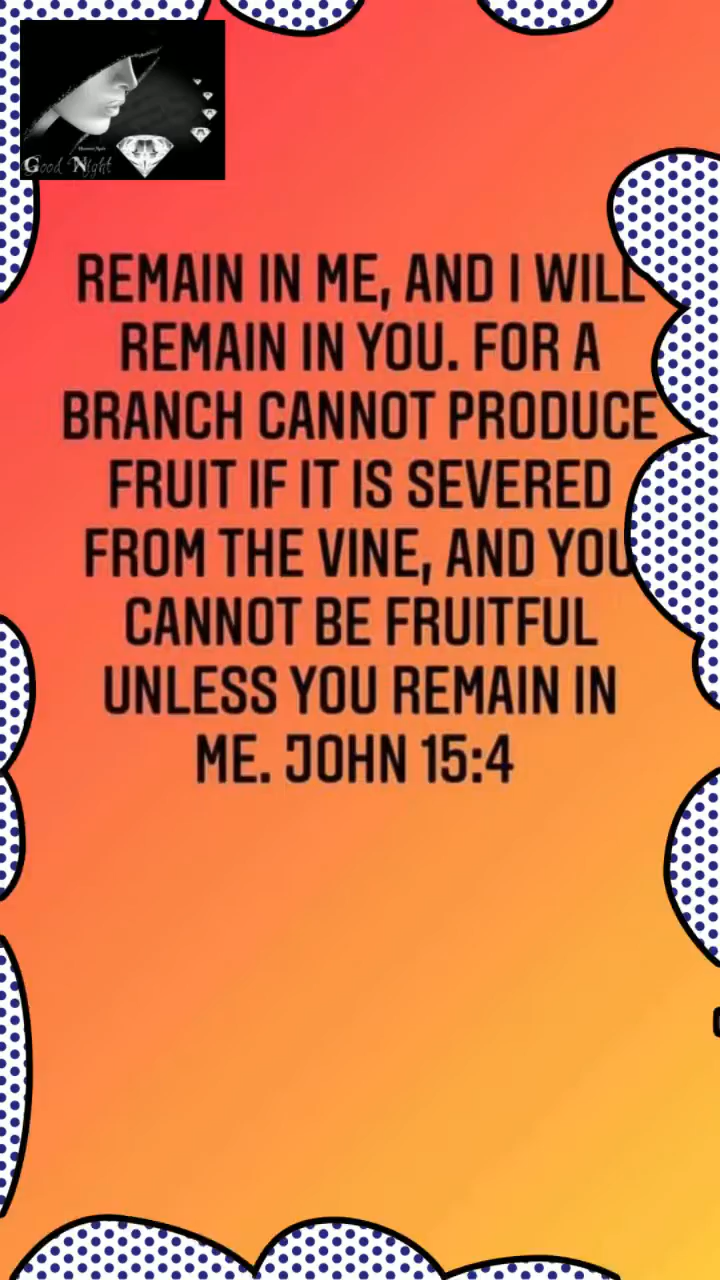 Good Night
REMAIN IN ME, AND I WILL
REMAIN IN YOU. FOR A
BRANCH CANNOT PRODUCE
FRUIT IF IT IS SEVERED
FROM THE VINE, AND YOU
CANNOT BE FRUITFUL
UNLESS YOU REMAIN IN
ME. JOHN 15:4